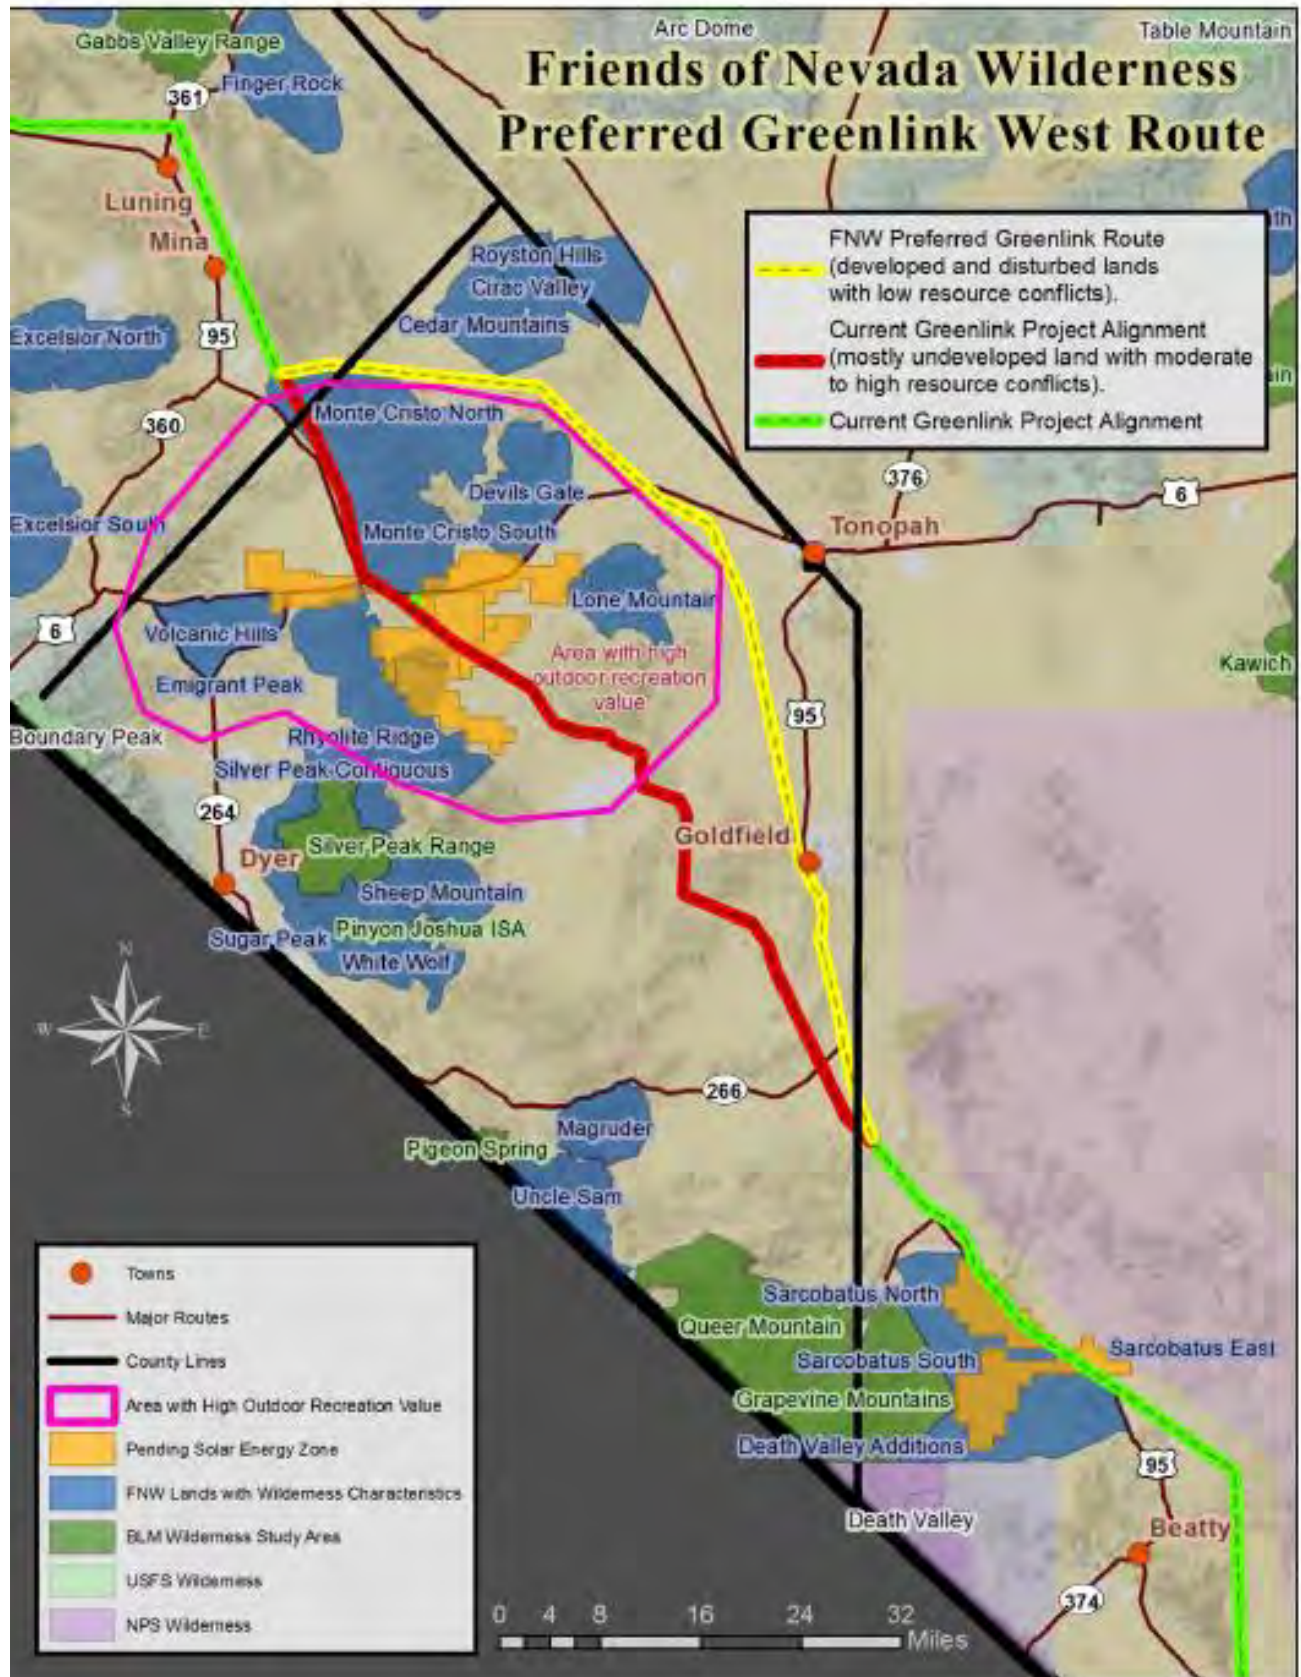 Arc Dome
Table Mountain
Gabbs Valley Range
Finger Rock
Friends of Nevada Wilderness
Preferred Greenlink West Route
361
Luning
Mina
FNW Preferred Greenlink Route
(developed and disturbed lands
with low resource conflicts).
Current Greenlink Project Alignment
(mostly undeveloped land with moderate
to high resource conflicts).
Current Greenlink Project Alignment
Royston Hills
Cirac Valley
Cedar Mountains
Excelsior North
95
360
Monte Cristo North
376
6
Devils Gate
Excelsior South
Monte Cristo South
Tonopah
Lone Mountain
6
Volcanic Hills
Area with high
outdoor recreation
value
Kawich
Emigrant Peak
95
Boundary Peak
Rhyolite Ridge
Silver Peak Contiguous
264
Goldfield
Silver Peak Range
Dyer
Sheep Mountain
Pinyon Joshua ISA
Sugar Peak
White Wolf
N
W
E
S
266
Magruder
Pigeon Spring
Uncle Sam
Sarcobatus North
Queer Mountain
Sarcobatus East
Sarcobatus South
Grapevine Mountains
Death Valley Additions
95
Death Valley
Beatty
374
Towns
Major Routes
County Lines
Area with High Outdoor Recreation Value
Pending Solar Energy Zone
FNW Lands with Wilderness Characteristics
BLM Wilderness Study Area
USFS Wilderness
NPS Wilderness
0 4 8 16 24 32
Miles